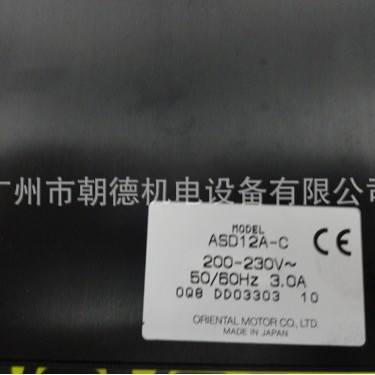 广州市朝德机电设备有限公司
MODEL
ASD12A-C
CE
200-230V~
50/60Hz 3.0A
OQ8 DD03303 10
ORIENTAL MOTOR CO., LTD.
MADE IN JAPAN